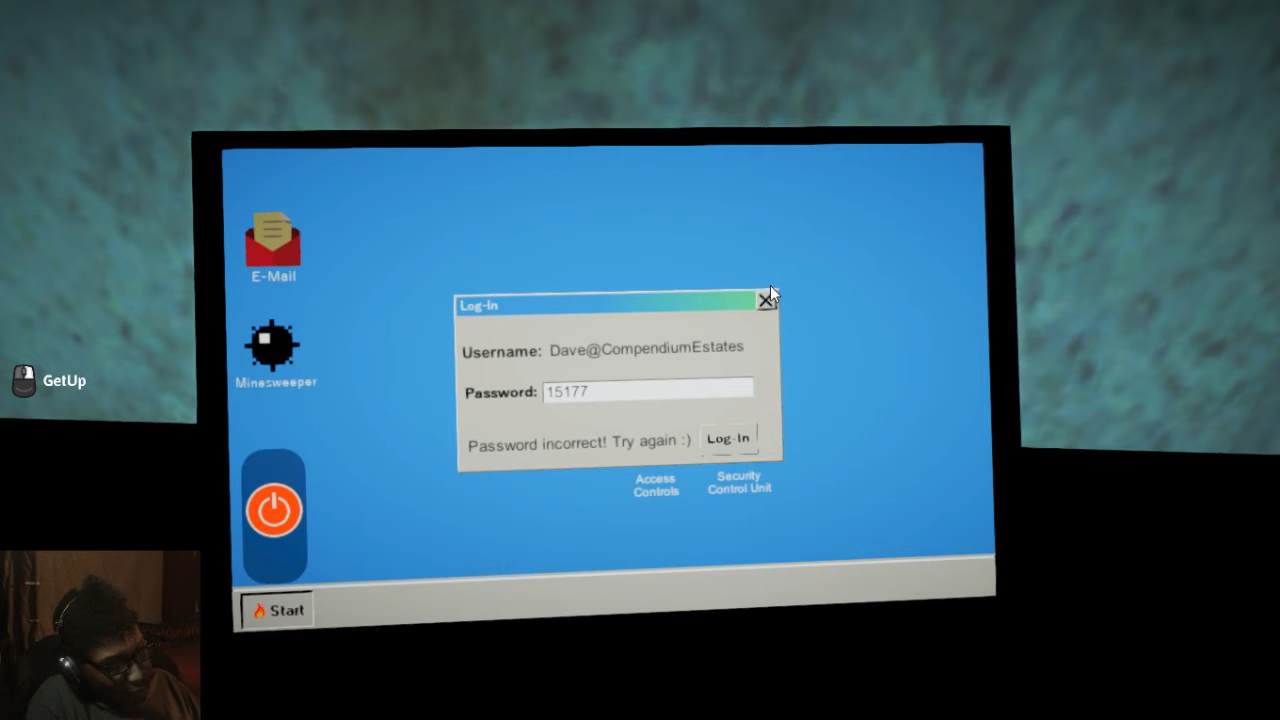 E-Mail
Minesweeper
GetUp
Log-In
Username: Dave@CompendiumEstates
Password: 15177
Password incorrect! Try again :)
Log-In
Access
Controls
Security
Control Unit
Start